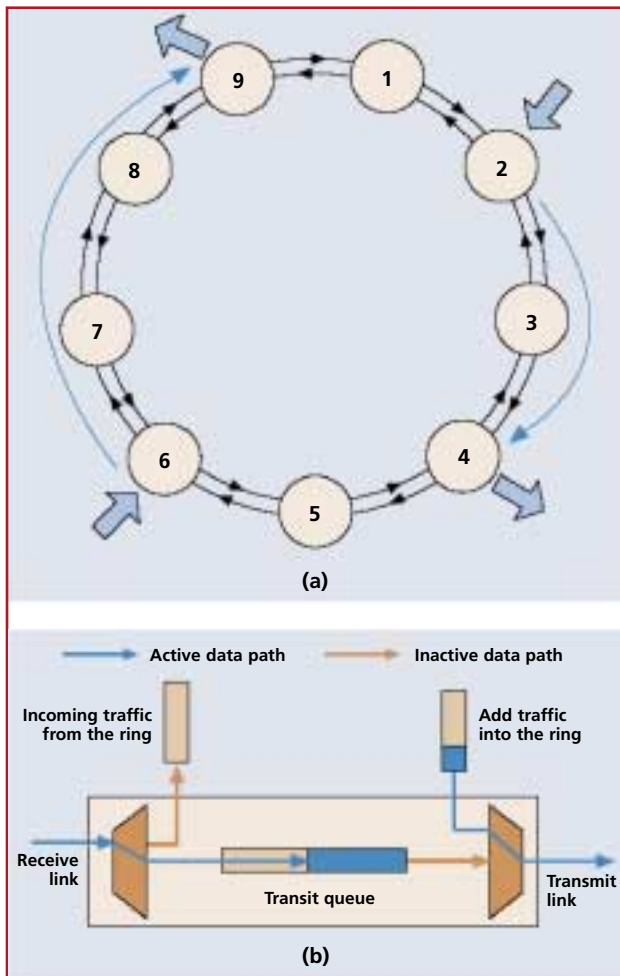 9
1
8
2
7
3
6
4
5
(a)
Active data path
Inactive data path
Incoming traffic
from the ring
Add traffic
into the ring
Receive
link
Transit queue
Transmit
link
(b)